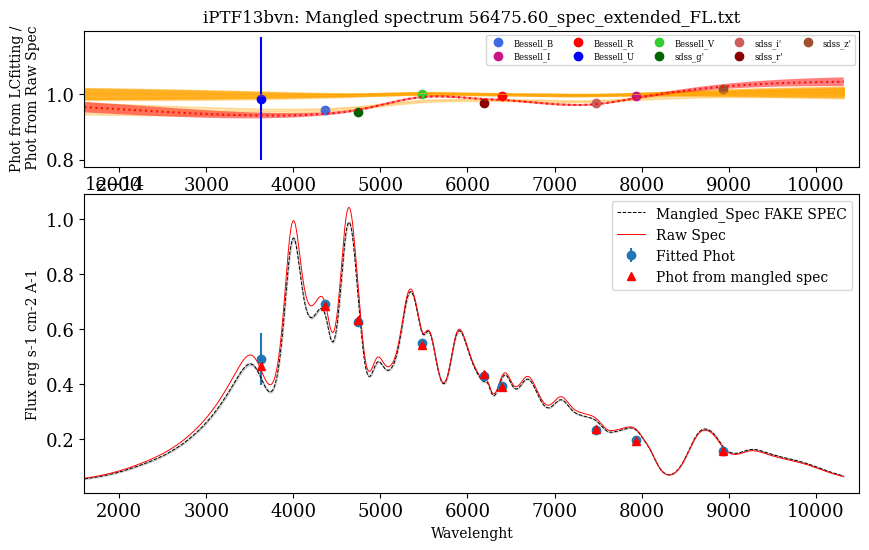 iPTF13bvn: Mangled spectrum 56475.60_spec_extended_FL.txt
Phot from LCfitting /
Phot from Raw Spec
1.0
0.8
Bessell_B Bessell_R Bessell_V sdss_i' sdss_z'
Bessell_I Bessell_U sdss_g' sdss_r'
2000 3000 4000 5000 6000 7000 8000 9000 10000
1e−14
Flux erg s-1 cm-2 A-1
1.0
0.8
0.6
0.4
0.2
Mangled_Spec FAKE SPEC
Raw Spec
Fitted Phot
Phot from mangled spec
2000 3000 4000 5000 6000 7000 8000 9000 10000
Wavelenght